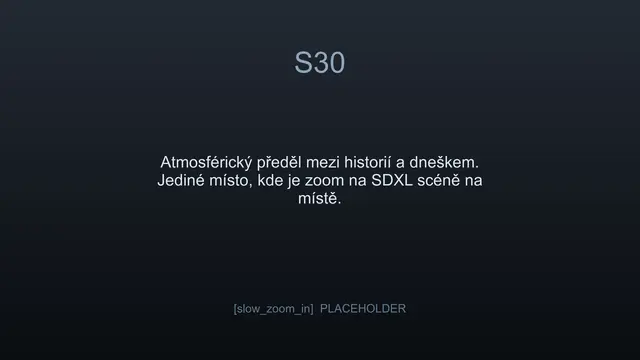 S30
Atmosférický předěl mezi historií a dneškem.
Jediné místo, kde je zoom na SDXL scéně na
místě.
[slow_zoom_in]  PLACEHOLDER